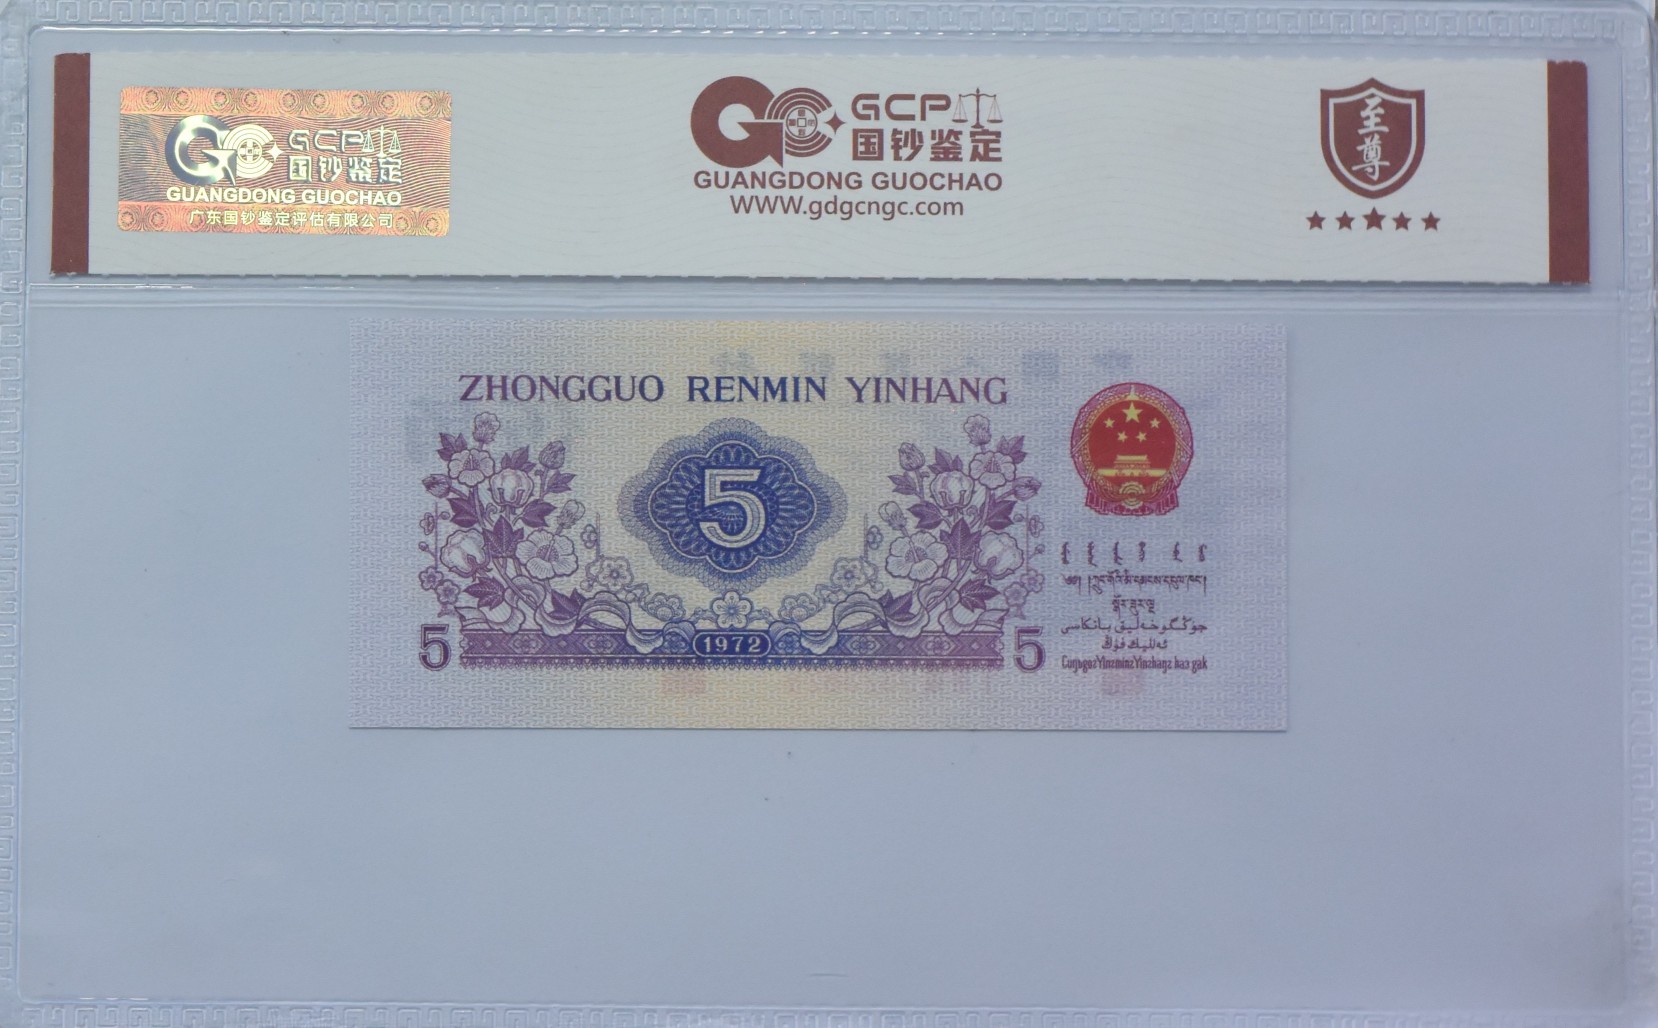 GCP
国钞鉴定
GUANGDONG GUOCHAO
广东国钞鉴定评估有限公司
GCP
国钞鉴定
GUANGDONG GUOCHAO
WWW.gdgcngc.com
至尊
ZHONGGUO RENMIN YINHANG
5
جۇڭگوخەلىق بانكاسى
5 1972 5